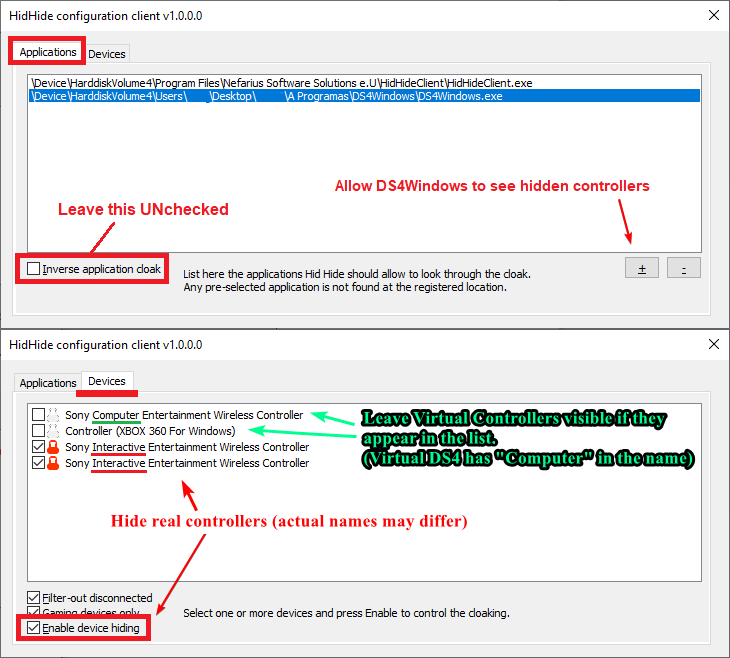 HidHide configuration client v1.0.0.0
Applications
Devices
\Device\HarddiskVolume4\Program Files\Nefarius Software Solutions e.U\HidHideClient\HidHideClient.exe
\Device\HarddiskVolume4\Users\ \Desktop\ \A Programas\DS4Windows\DS4Windows.exe
Allow DS4Windows to see hidden controllers
Leave this UNchecked
Inverse application cloak
List here the applications Hid Hide should allow to look through the cloak.
Any pre-selected application is not found at the registered location.
+
-
HidHide configuration client v1.0.0.0
Applications
Devices
Sony Computer Entertainment Wireless Controller
Controller (XBOX 360 For Windows)
Sony Interactive Entertainment Wireless Controller
Sony Interactive Entertainment Wireless Controller
Leave Virtual Controllers visible if they
appear in the list.
(Virtual DS4 has "Computer" in the name)
Hide real controllers (actual names may differ)
Filter-out disconnected
Gaming devices only
Select one or more devices and press Enable to control the cloaking.
Enable device hiding